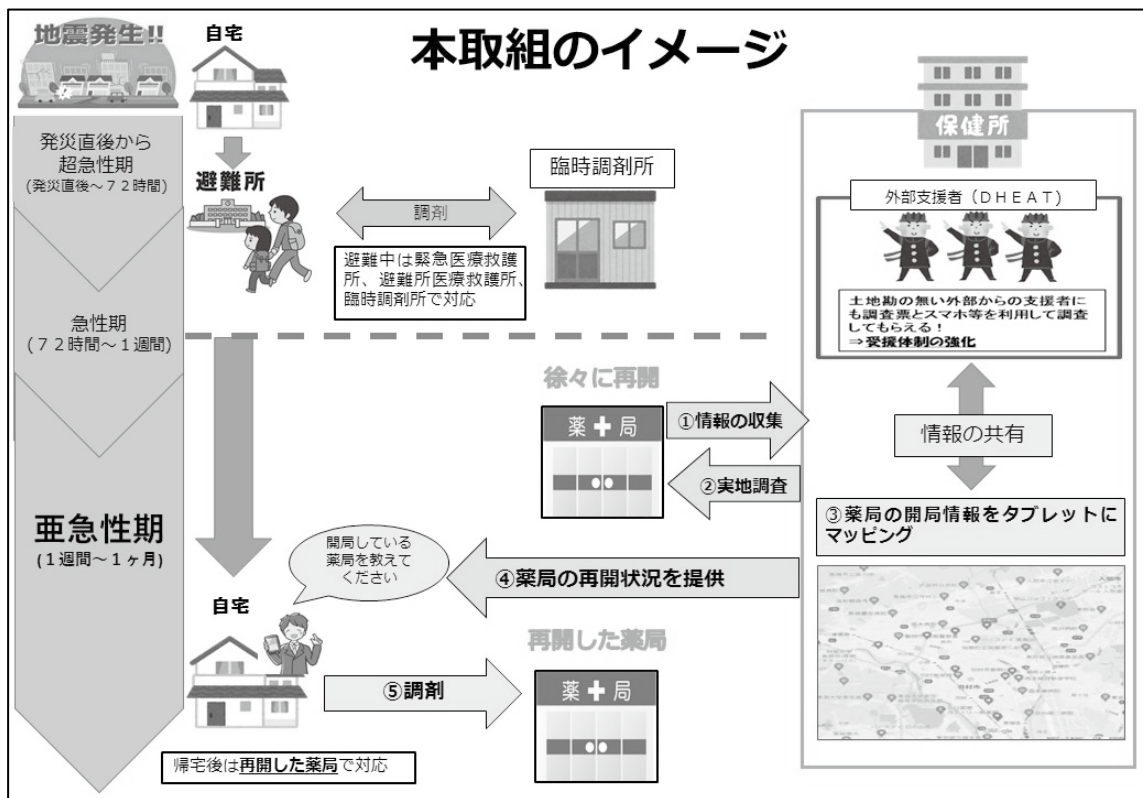 本取組のイメージ
地震発生!!
自宅
発災直後から
超急性期
(発災直後～７２時間)
避難所
調剤
避難中は緊急医療救護
所、避難所医療救護所、
臨時調剤所で対応
臨時調剤所
保健所
外部支援者（ＤＨＥＡＴ）
土地勘の無い外部からの支援者に
も調査票とスマホ等を利用して調査
してもらえる！
⇒受援体制の強化
急性期
(７２時間～１週間)
徐々に再開
薬 局
①情報の収集
②実地調査
情報の共有
③薬局の開局情報をタブレットに
マッピング
亜急性期
(１週間～１ヶ月)
開局している
薬局を教えて
ください
④薬局の再開状況を提供
自宅
⑤調剤
再開した薬局
薬 局
帰宅後は再開した薬局で対応